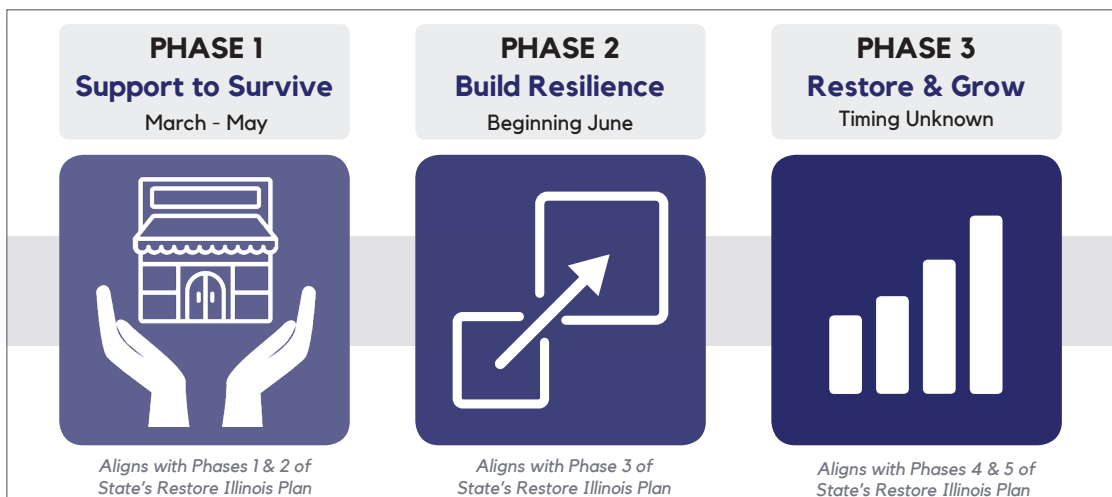 PHASE 1
Support to Survive
March - May
PHASE 2
Build Resilience
Beginning June
PHASE 3
Restore & Grow
Timing Unknown
Aligns with Phases 1 & 2 of
State's Restore Illinois Plan
Aligns with Phase 3 of
State's Restore Illinois Plan
Aligns with Phases 4 & 5 of
State's Restore Illinois Plan